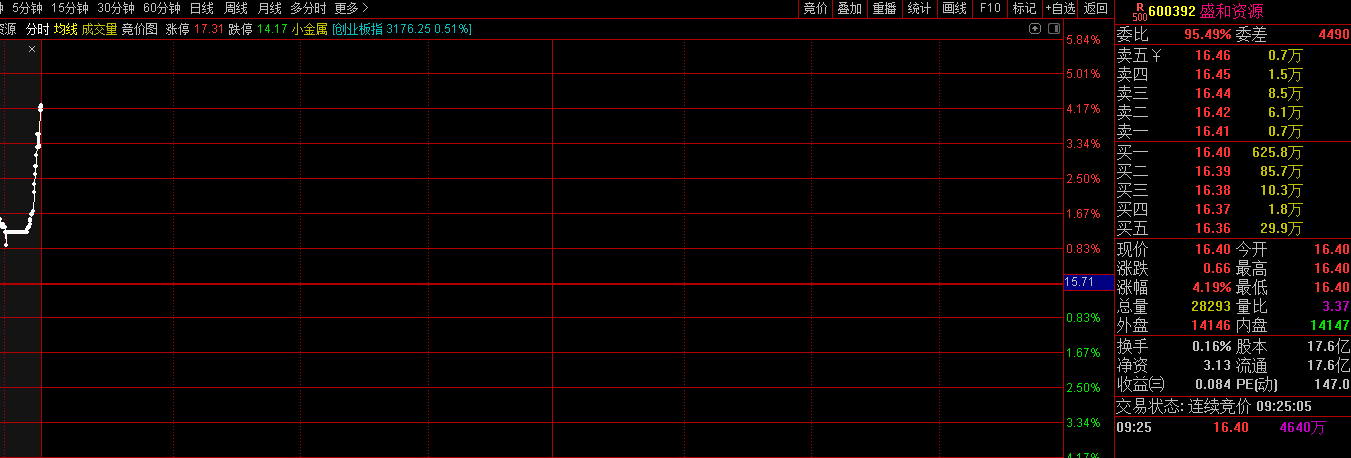 5分钟 15分钟 30分钟 60分钟 日线 周线 月线 多分时 更多 >
竞价 叠加 重播 统计 画线 F10 标记 +自选 返回
资源 分时 均线 成交量 竞价图 涨停 17.31 跌停 14.17 小金属 [创业板指 3176.25 0.51%]
×
5.84%
5.01%
4.17%
3.34%
2.50%
1.67%
0.83%
15.71
0.83%
1.67%
2.50%
3.34%
4.17%
R 500 600392 盛和资源
委比 95.49% 委差 4490
卖五 ¥ 16.46 0.7万
卖四 16.45 1.5万
卖三 16.44 8.5万
卖二 16.42 6.1万
卖一 16.41 0.7万
买一 16.40 625.8万
买二 16.39 85.7万
买三 16.38 10.3万
买四 16.37 1.8万
买五 16.36 29.9万
现价 16.40 今开 16.40
涨跌 0.66 最高 16.40
涨幅 4.19% 最低 16.40
总量 28293 量比 3.37
外盘 14146 内盘 14147
换手 0.16% 股本 17.6亿
净资 3.13 流通 17.6亿
收益㈢ 0.084 PE(动) 147.0
交易状态: 连续竞价 09:25:05
09:25 16.40 4640万